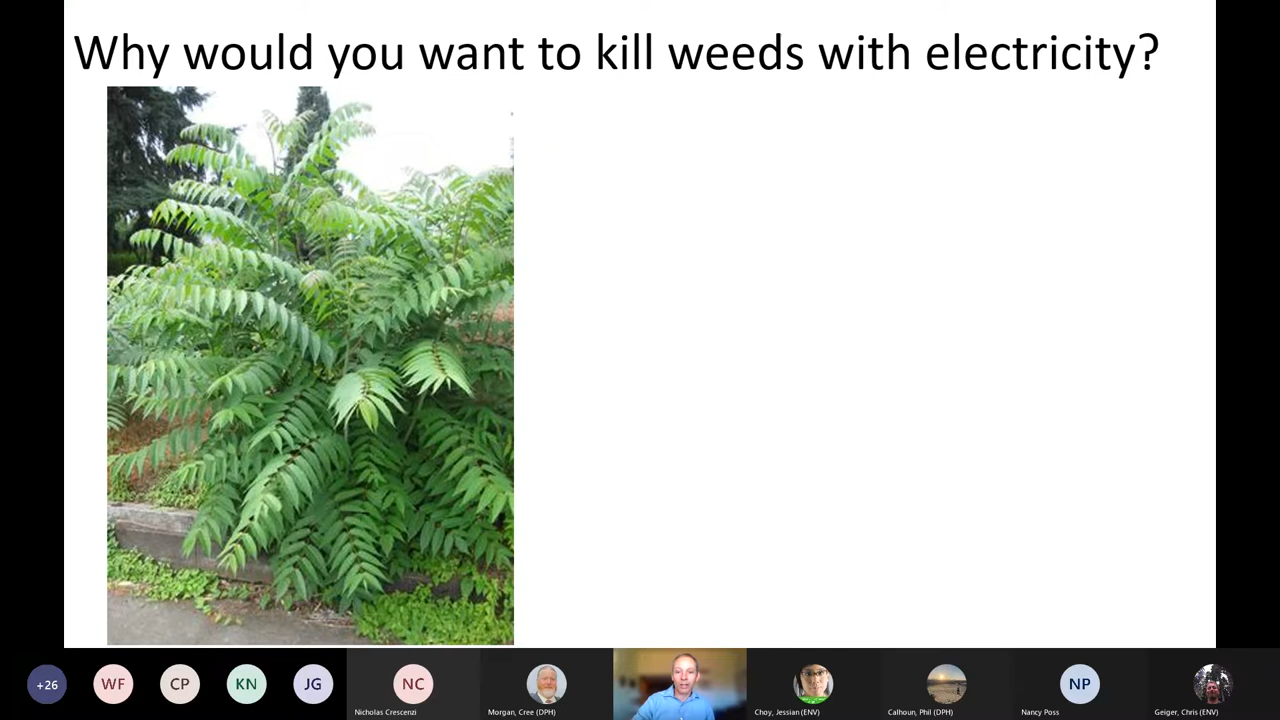 Why would you want to kill weeds with electricity?
+26
WF
CP
KN
JG
NC
NP
Nicholas Crescenzi
Morgan, Cree (DPH)
Choy, Jessian (ENV)
Calhoun, Phil (DPH)
Nancy Poss
Geiger, Chris (ENV)